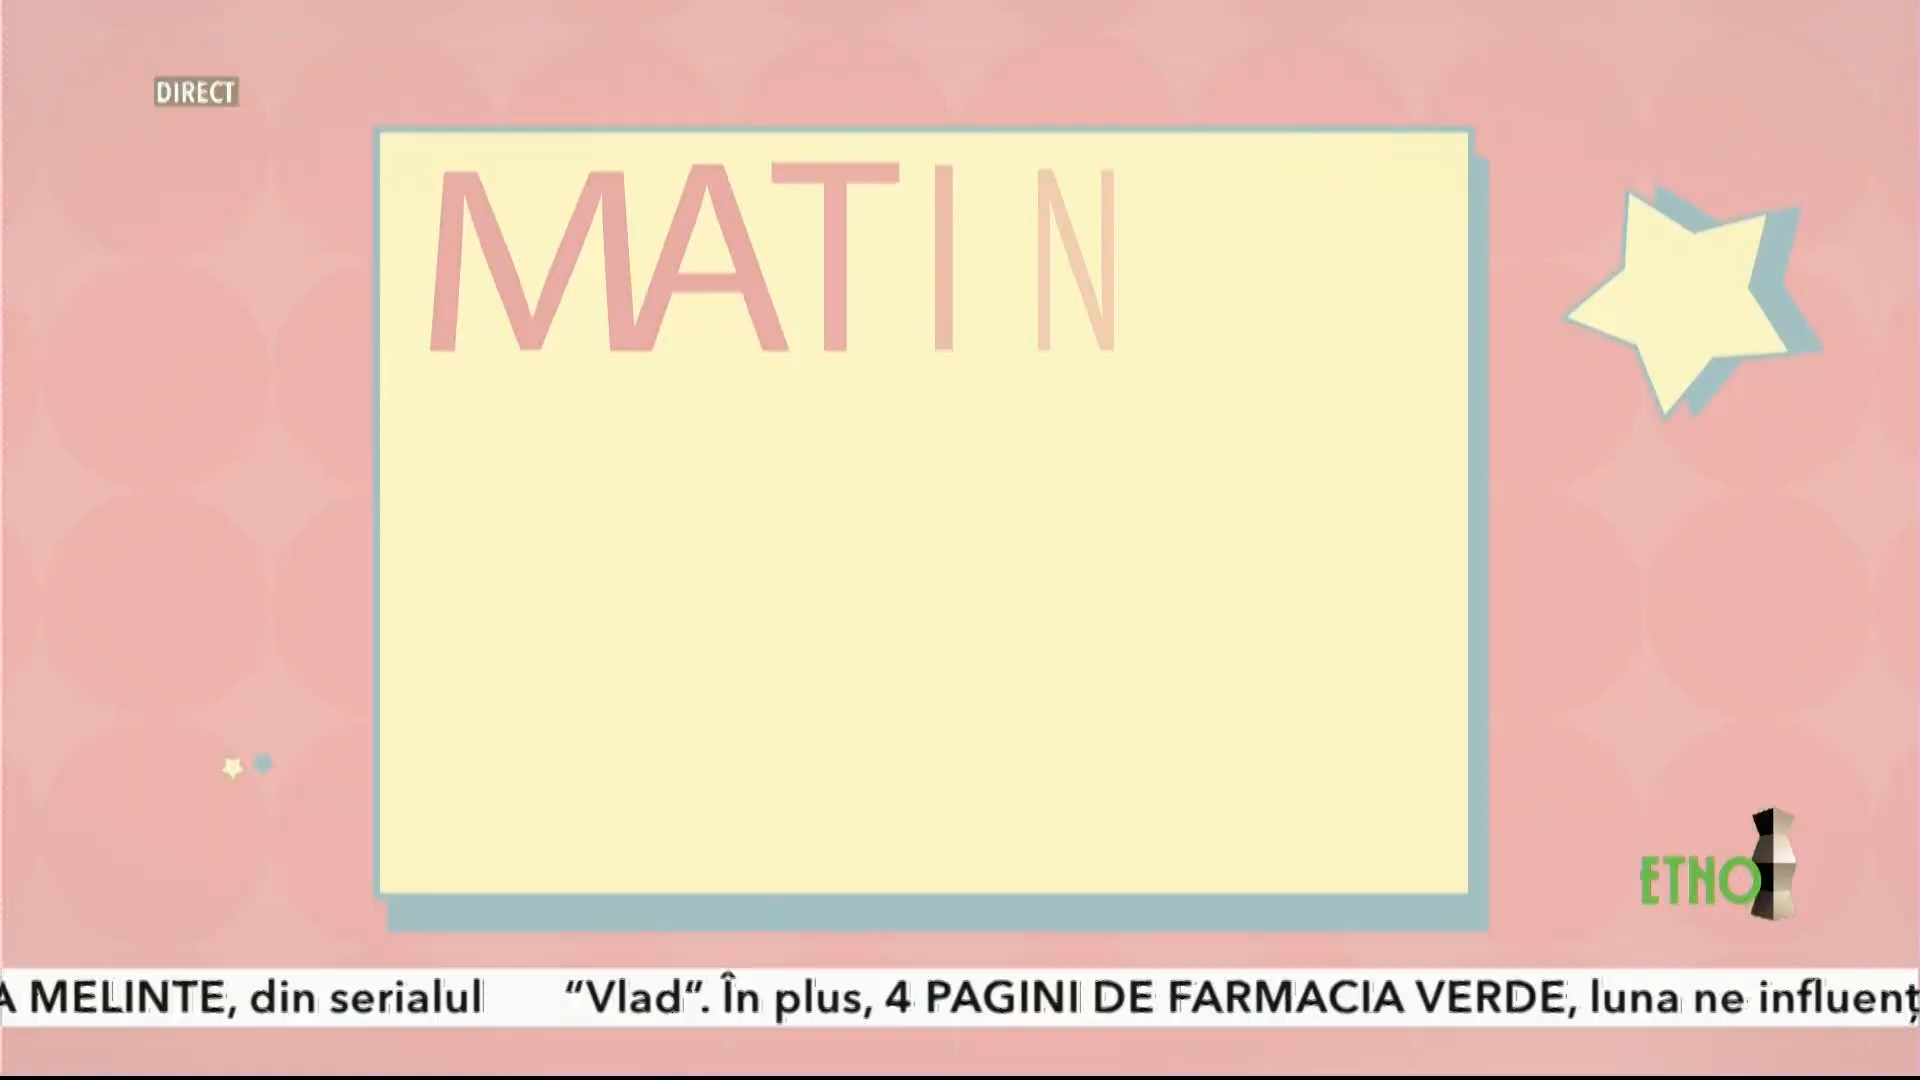 DIRECT
MATIN
ETNO
A MELINTE, din serialul “Vlad“. În plus, 4 PAGINI DE FARMACIA VERDE, luna ne influenț